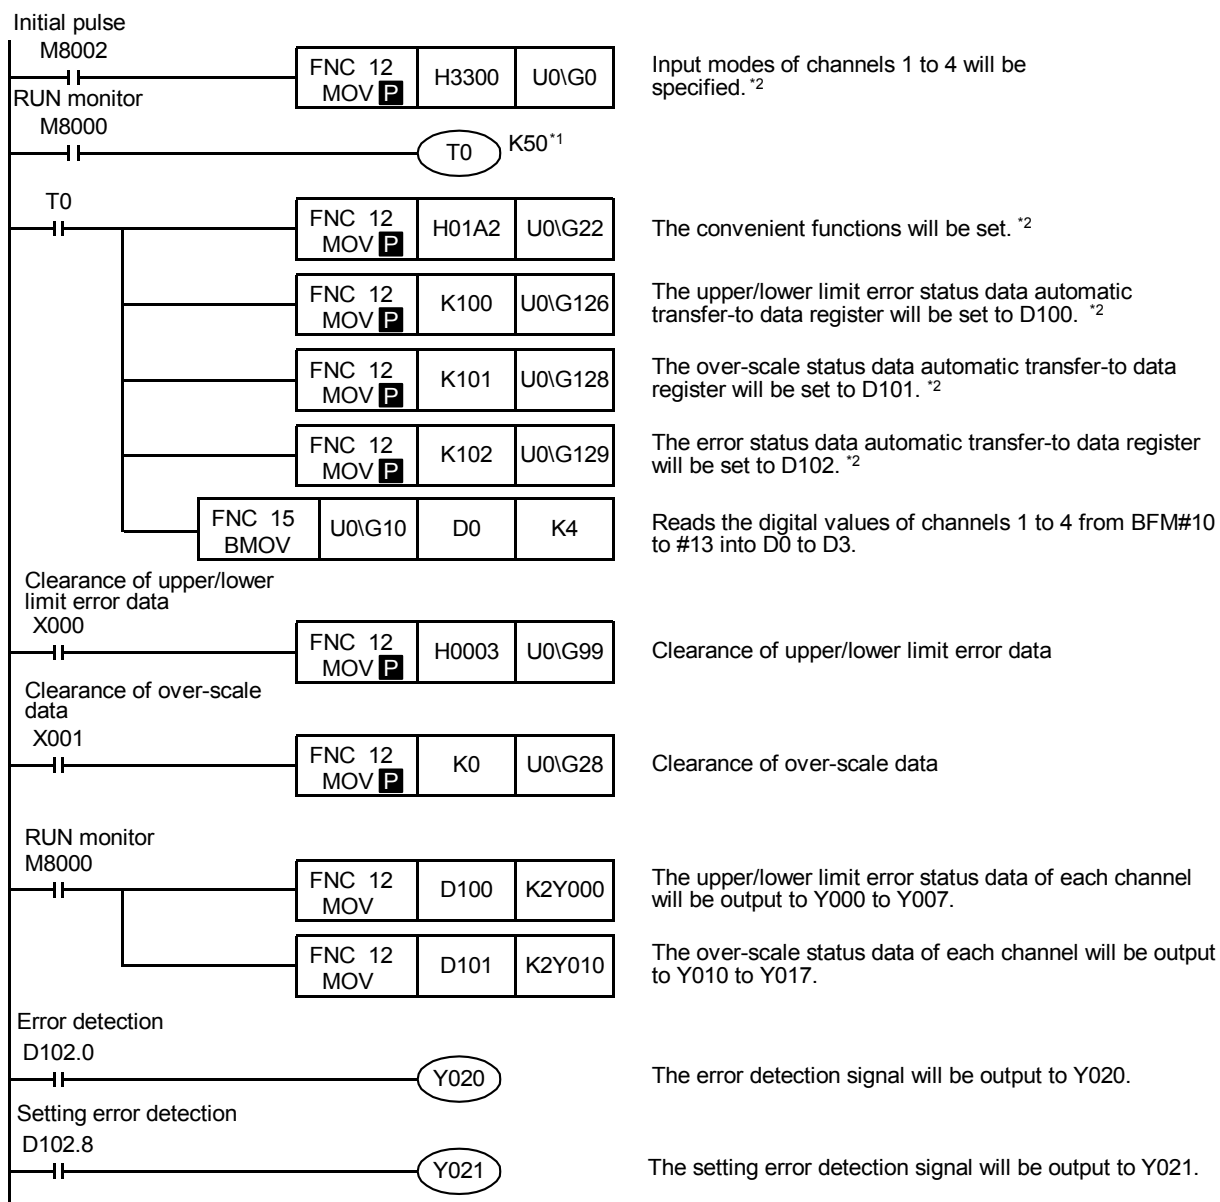 Initial pulse
M8002
FNC 12
MOV P
H3300
U0\G0
Input modes of channels 1 to 4 will be
specified. *2
RUN monitor
M8000
T0
K50*1
T0
FNC 12
MOV P
H01A2
U0\G22
The convenient functions will be set. *2
FNC 12
MOV P
K100
U0\G126
The upper/lower limit error status data automatic
transfer-to data register will be set to D100. *2
FNC 12
MOV P
K101
U0\G128
The over-scale status data automatic transfer-to data
register will be set to D101. *2
FNC 12
MOV P
K102
U0\G129
The error status data automatic transfer-to data register
will be set to D102. *2
FNC 15
BMOV
U0\G10
D0
K4
Reads the digital values of channels 1 to 4 from BFM#10
to #13 into D0 to D3.
Clearance of upper/lower
limit error data
X000
FNC 12
MOV P
H0003
U0\G99
Clearance of upper/lower limit error data
Clearance of over-scale
data
X001
FNC 12
MOV P
K0
U0\G28
Clearance of over-scale data
RUN monitor
M8000
FNC 12
MOV
D100
K2Y000
The upper/lower limit error status data of each channel
will be output to Y000 to Y007.
FNC 12
MOV
D101
K2Y010
The over-scale status data of each channel will be output
to Y010 to Y017.
Error detection
D102.0
Y020
The error detection signal will be output to Y020.
Setting error detection
D102.8
Y021
The setting error detection signal will be output to Y021.